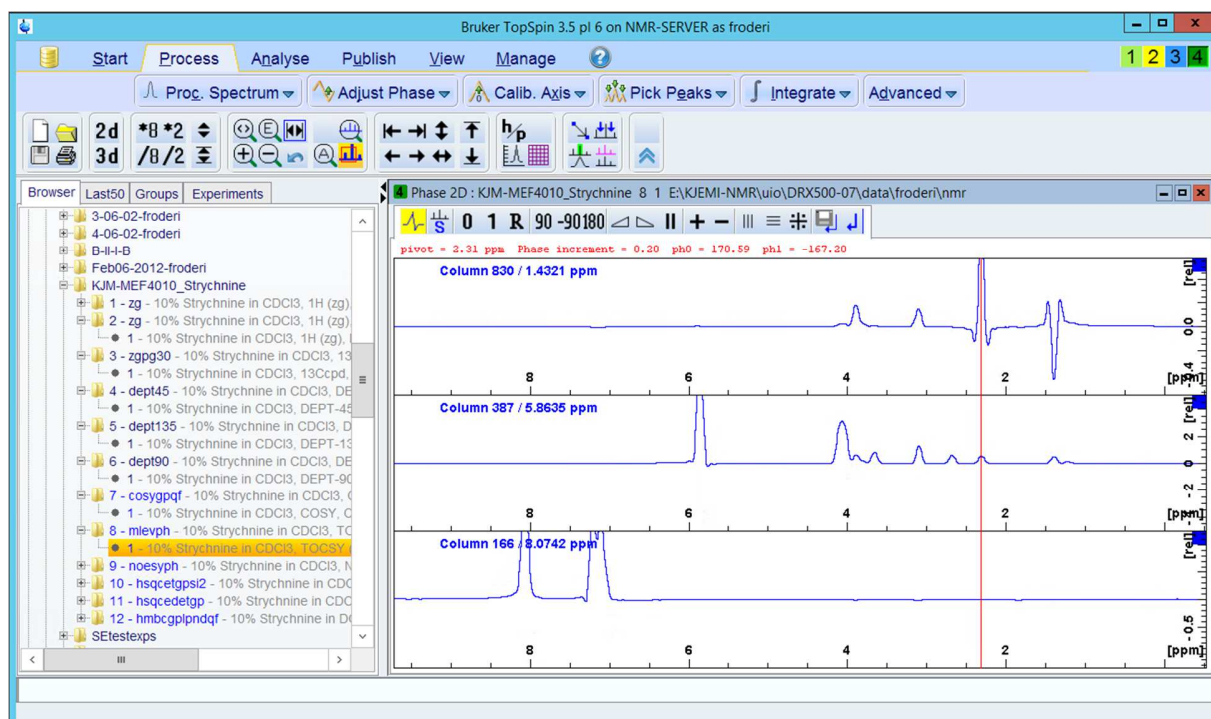 Bruker TopSpin 3.5 pl 6 on NMR-SERVER as froderi
Start Process Analyse Publish View Manage ? 1 2 3 4
Proc. Spectrum Adjust Phase Calib. Axis Pick Peaks Integrate Advanced
2d *8 *2 E h/p
3d /8 /2 A
Browser Last50 Groups Experiments
3-06-02-froderi
4-06-02-froderi
B-II-I-B
Feb06-2012-froderi
KJM-MEF4010_Strychnine
1 - zg - 10% Strychnine in CDCl3, 1H (zg)
2 - zg - 10% Strychnine in CDCl3, 1H (zg)
1 - 10% Strychnine in CDCl3, 1H (zg),
3 - zgpg30 - 10% Strychnine in CDCl3, 13
1 - 10% Strychnine in CDCl3, 13Ccpd,
4 - dept45 - 10% Strychnine in CDCl3, DE
1 - 10% Strychnine in CDCl3, DEPT-45
5 - dept135 - 10% Strychnine in CDCl3, D
1 - 10% Strychnine in CDCl3, DEPT-13
6 - dept90 - 10% Strychnine in CDCl3, DE
1 - 10% Strychnine in CDCl3, DEPT-90
7 - cosygpqf - 10% Strychnine in CDCl3,
1 - 10% Strychnine in CDCl3, COSY,
8 - mlevph - 10% Strychnine in CDCl3, TO
1 - 10% Strychnine in CDCl3, TOCSY
9 - noesyph - 10% Strychnine in CDCl3, N
10 - hsqcetgpsi2 - 10% Strychnine in CDC
11 - hsqcedetgp - 10% Strychnine in CDC
12 - hmbcgplpndqf - 10% Strychnine in
SEtestexps
4 Phase 2D : KJM-MEF4010_Strychnine 8 1 E:\KJEMI-NMR\uio\DRX500-07\data\froderi\nmr
S 0 1 R 90 -90 180
pivot = 2.31 ppm Phase increment = 0.20 ph0 = 170.59 ph1 = -167.20
Column 830 / 1.4321 ppm
[rel]
0.0
-0.4
8 6 4 2 [ppm]
Column 387 / 5.8635 ppm
[rel]
2
0
-2
8 6 4 2 [ppm]
Column 166 / 8.0742 ppm
[rel]
-0.5
8 6 4 2 [ppm]